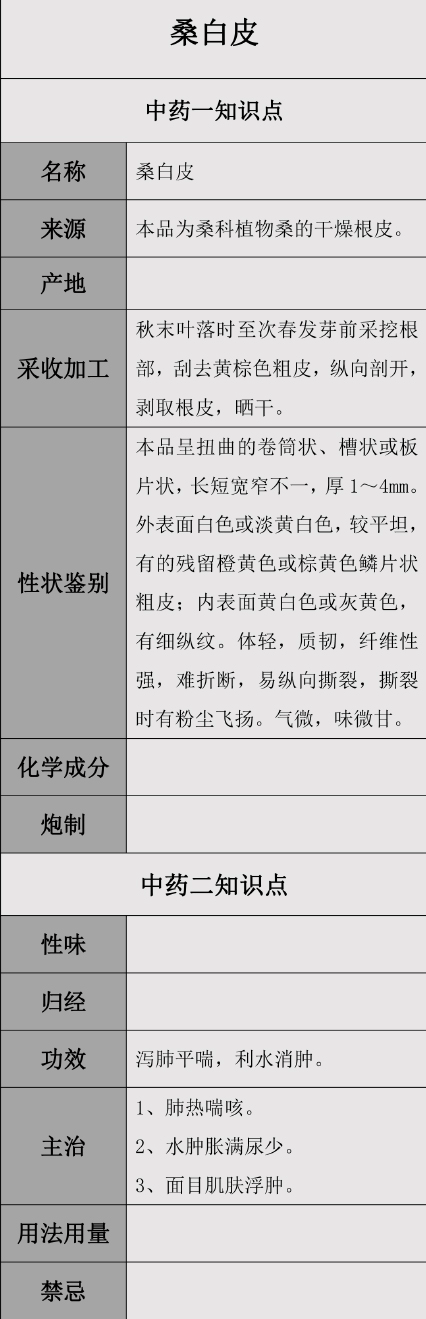 桑白皮
中药一知识点
名称
桑白皮
来源
本品为桑科植物桑的干燥根皮。
产地
采收加工
秋末叶落时至次春发芽前采挖根
部，刮去黄棕色粗皮，纵向剖开，
剥取根皮，晒干。
性状鉴别
本品呈扭曲的卷筒状、槽状或板
片状，长短宽窄不一，厚1～4mm。
外表面白色或淡黄白色，较平坦，
有的残留橙黄色或棕黄色鳞片状
粗皮；内表面黄白色或灰黄色，
有细纵纹。体轻，质韧，纤维性
强，难折断，易纵向撕裂，撕裂
时有粉尘飞扬。气微，味微甘。
化学成分
炮制
中药二知识点
性味
归经
功效
泻肺平喘，利水消肿。
主治
1、肺热喘咳。
2、水肿胀满尿少。
3、面目肌肤浮肿。
用法用量
禁忌